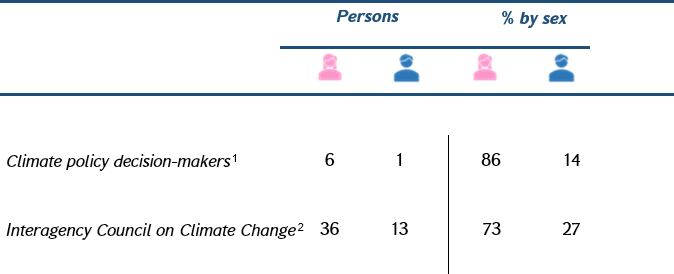 Persons % by sex
Climate policy decision-makers1 6 1 86 14
Interagency Council on Climate Change2 36 13 73 27